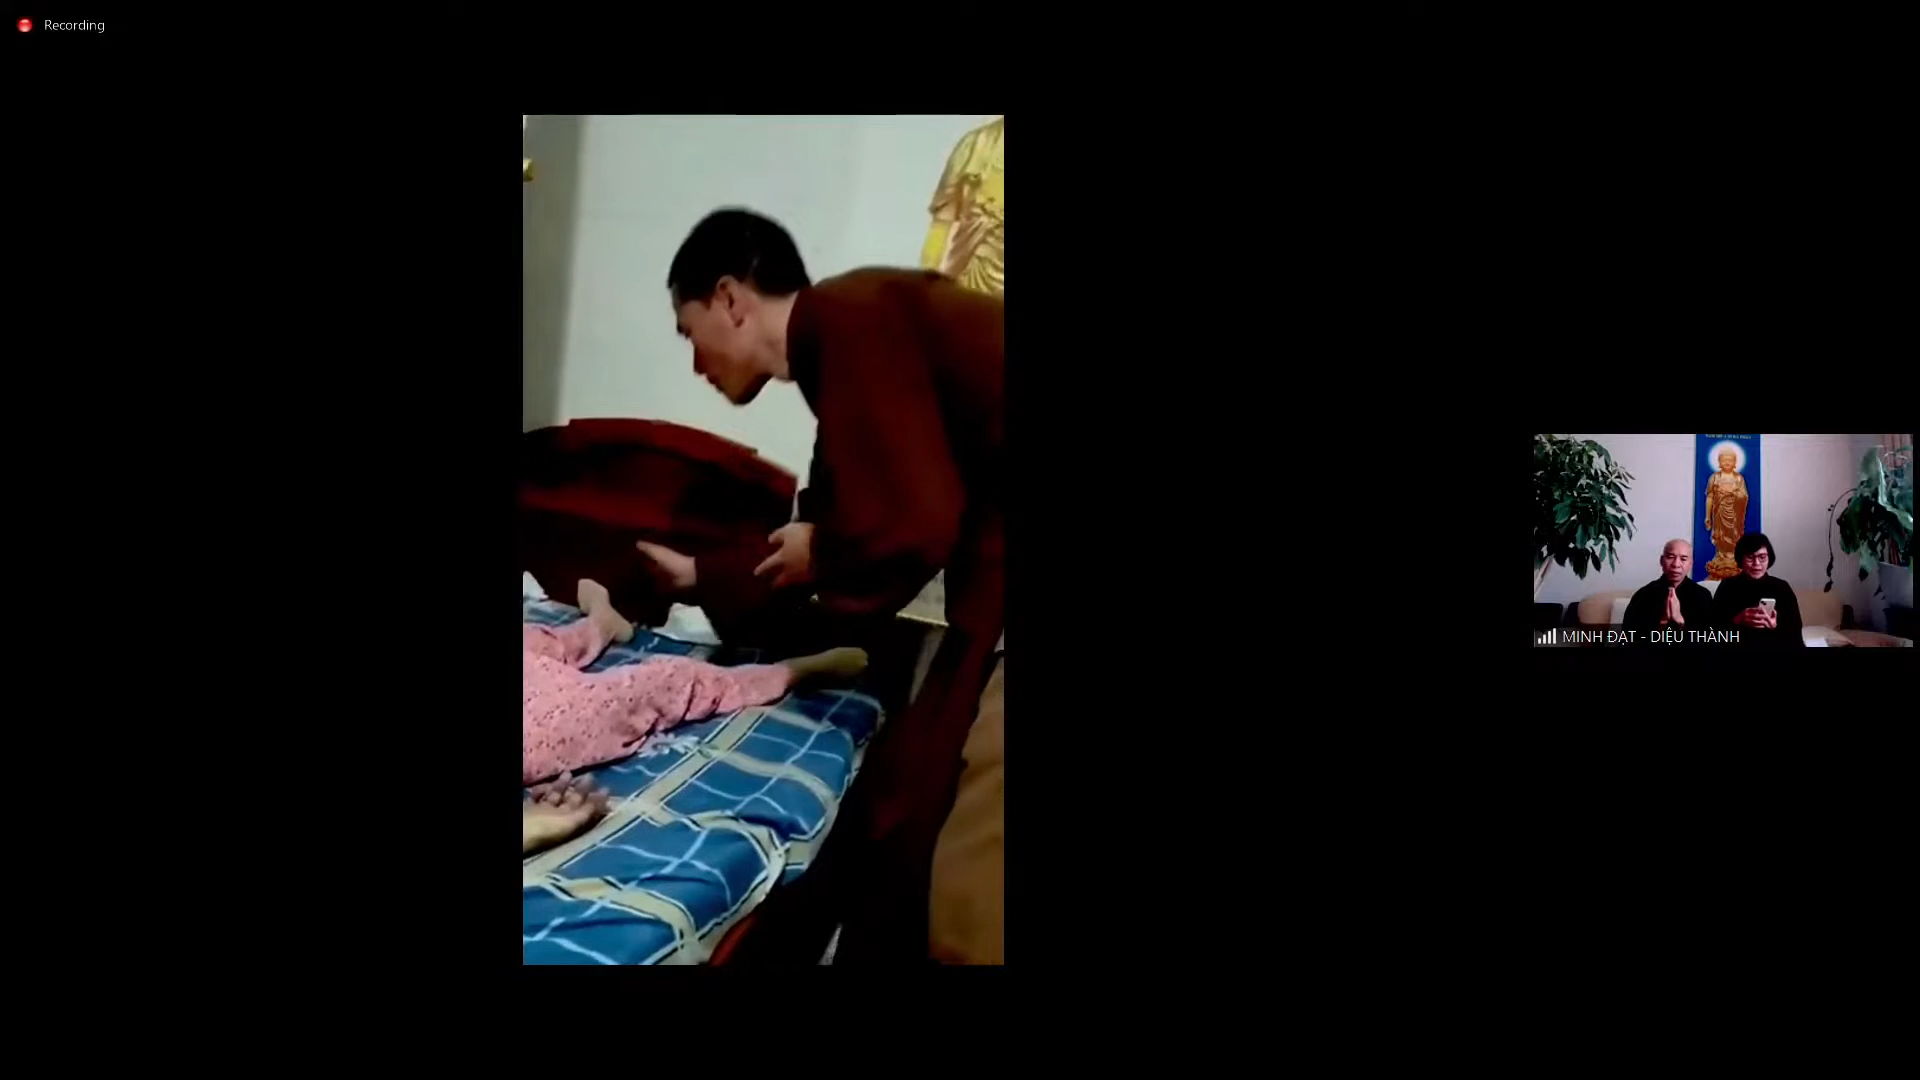 Recording
MINH ĐẠT - DIỆU THÀNH